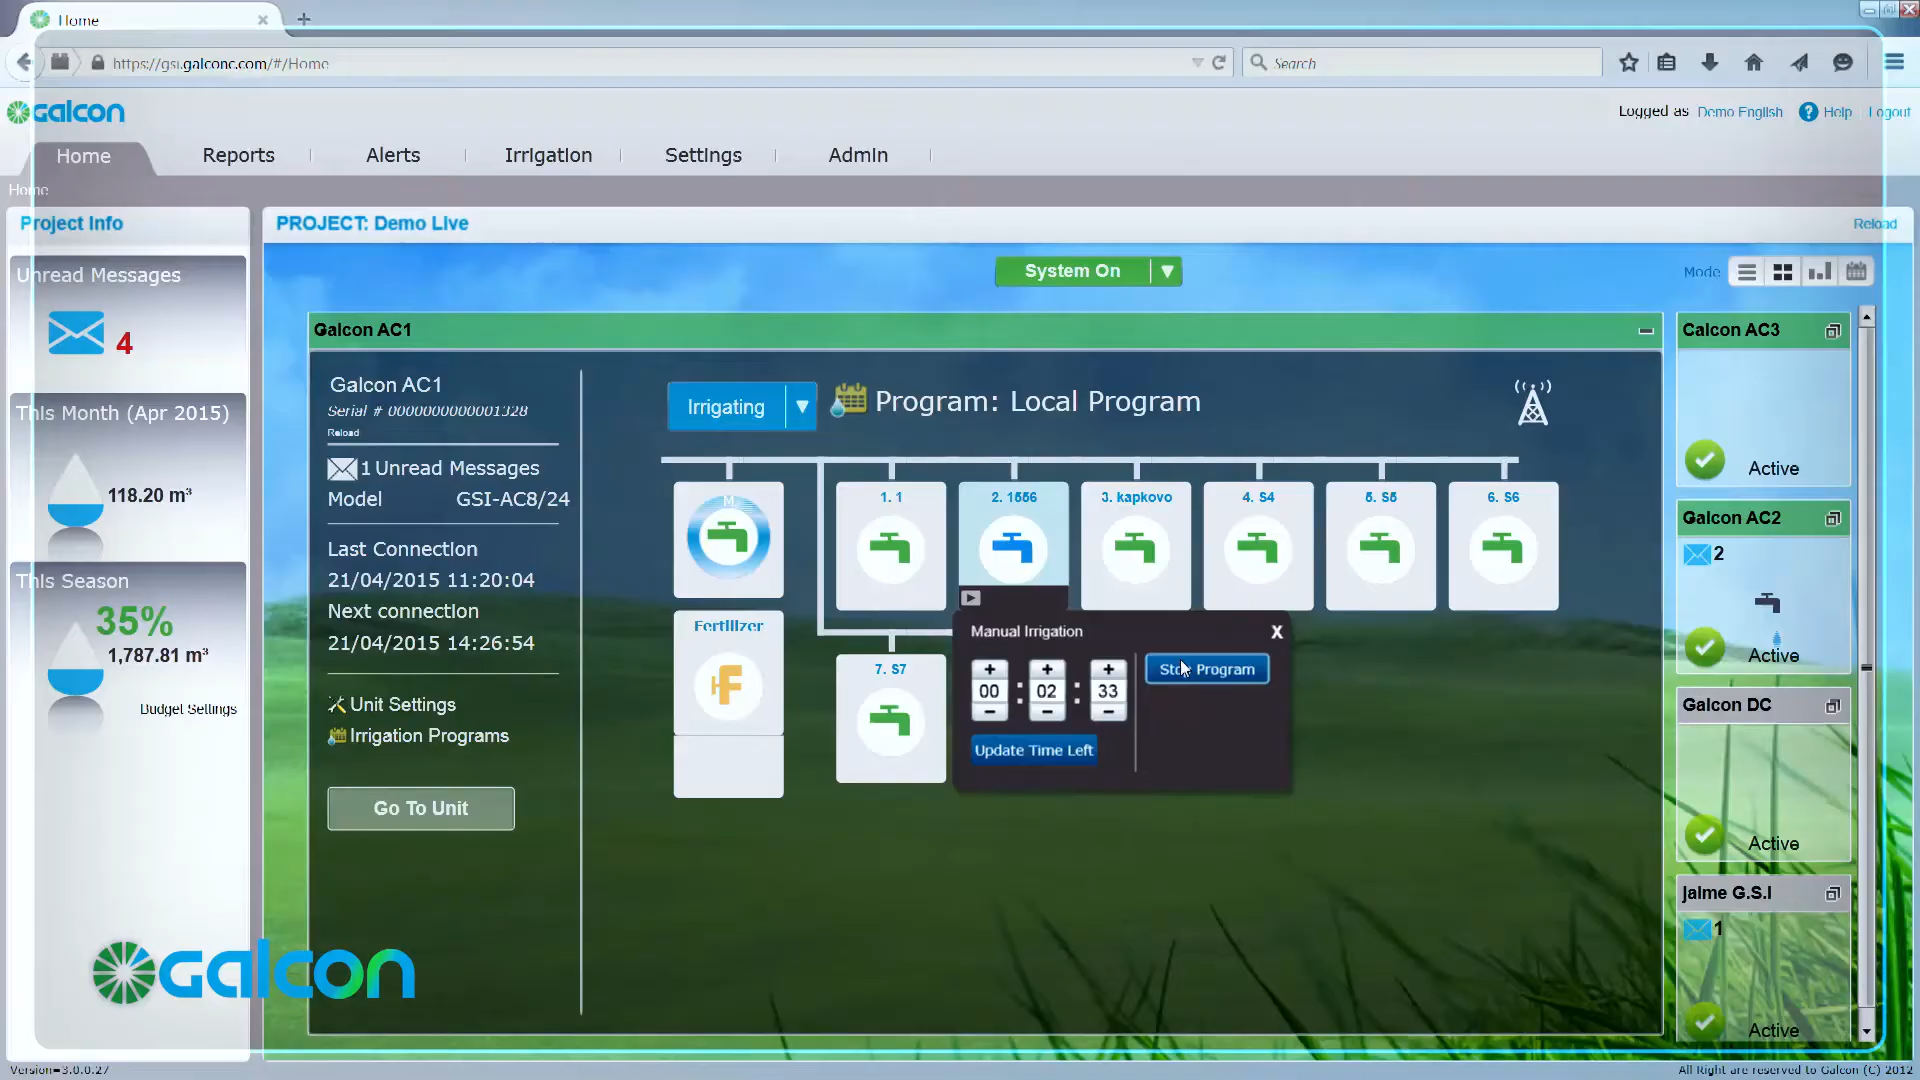 Home
https://gsi.galconc.com/#/Home
Search
Galcon
Logged as Demo English Help Logout
Home Reports Alerts Irrigation Settings Admin
Home
Project Info
PROJECT: Demo Live
Reload
Unread Messages
4
System On
Mode
This Month (Apr 2015)
118.20 m³
This Season
35%
1,787.81 m³
Budget Settings
Galcon AC1
Galcon AC1
Serial # 0000000000001328
Reload
1 Unread Messages
Model GSI-AC8/24
Last Connection
21/04/2015 11:20:04
Next connection
21/04/2015 14:26:54
Unit Settings
Irrigation Programs
Go To Unit
Irrigating
Program: Local Program
M
1. 1
2. 1556
3. kapkovo
4. S4
5. S5
6. S6
Fertilizer
F
7. S7
Manual Irrigation
X
Program
00 : 02 : 33
Update Time Left
Galcon AC3
Active
Galcon AC2
2
Active
Galcon DC
Active
jaime G.S.I
1
Active
Galcon
Version=3.0.0.27
All Right are reserved to Galcon (C) 2012